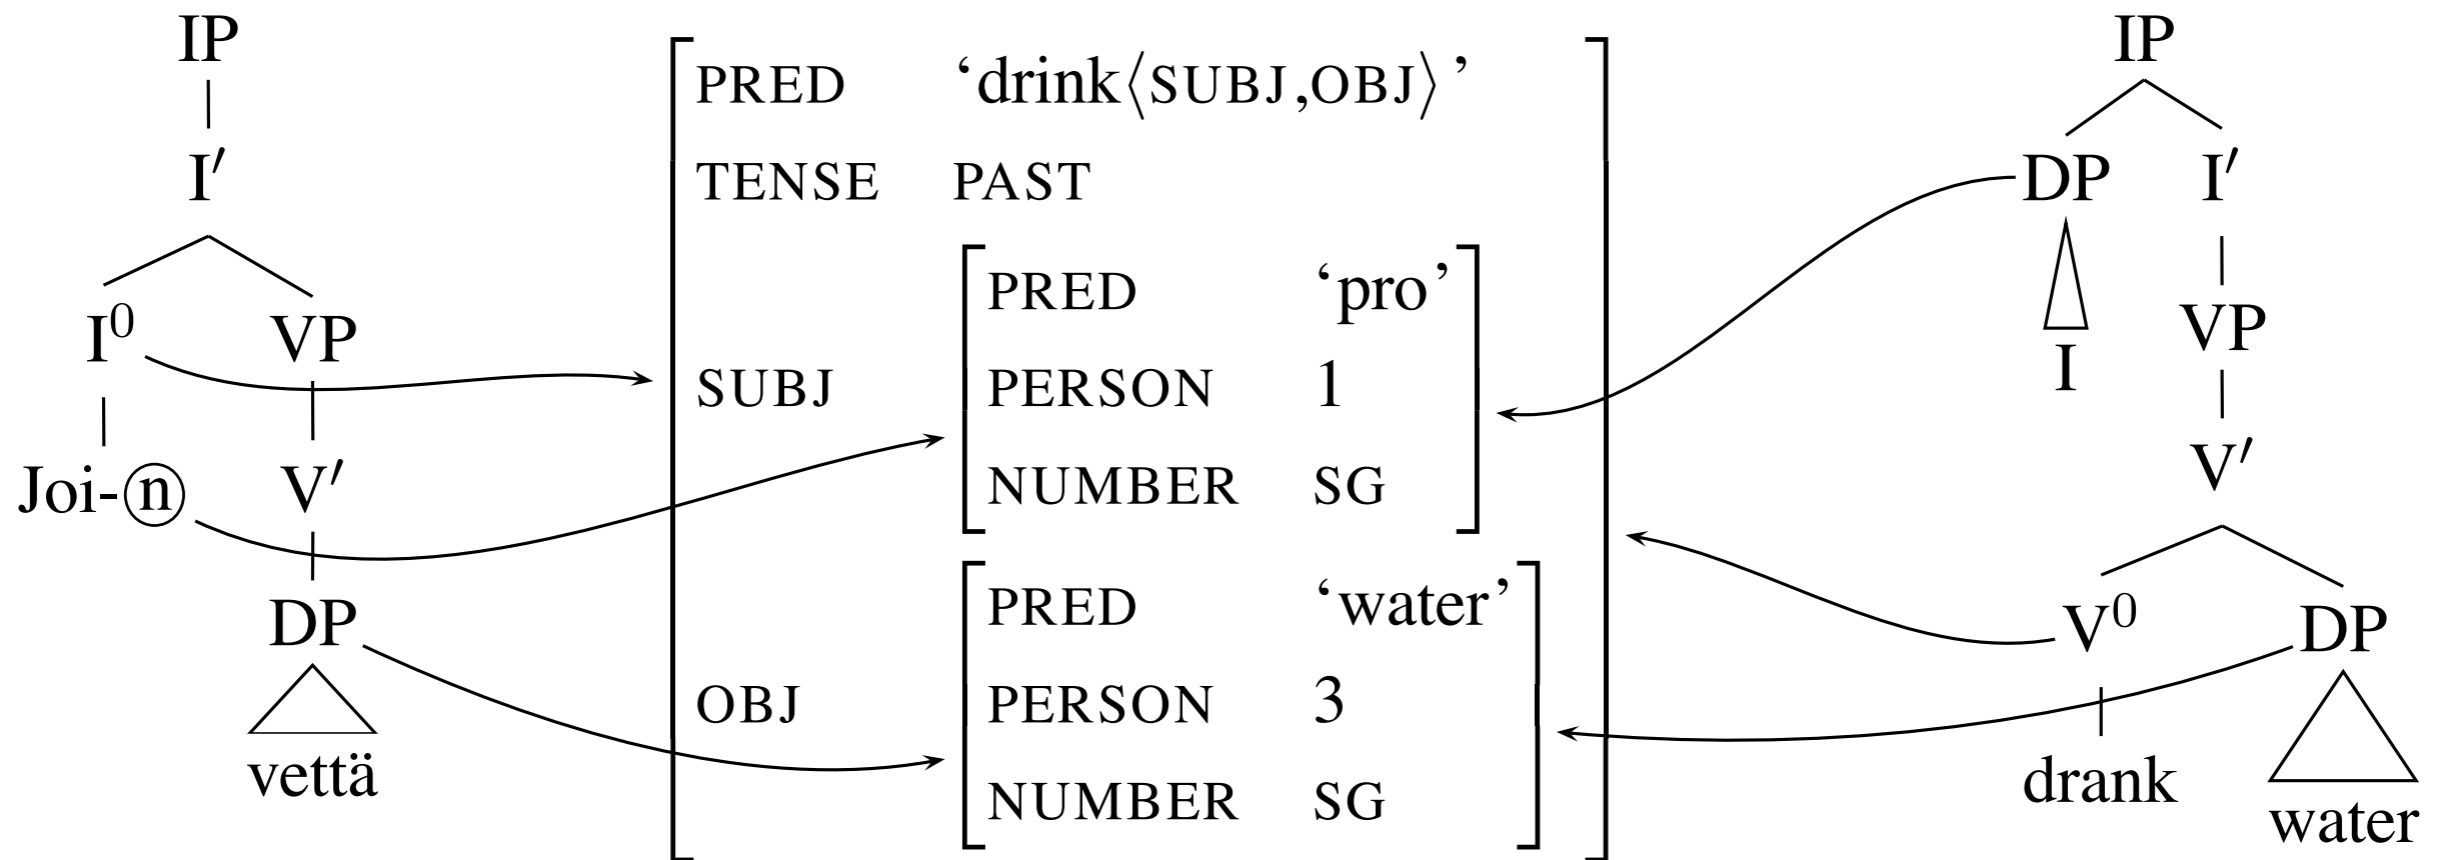 IP
I′
I⁰ VP
Joi-n V′
DP
vettä
PRED ‘drink⟨SUBJ,OBJ⟩’
TENSE PAST
SUBJ
PRED ‘pro’
PERSON 1
NUMBER SG
OBJ
PRED ‘water’
PERSON 3
NUMBER SG
IP
DP I′
I VP
V′
V⁰ DP
drank water